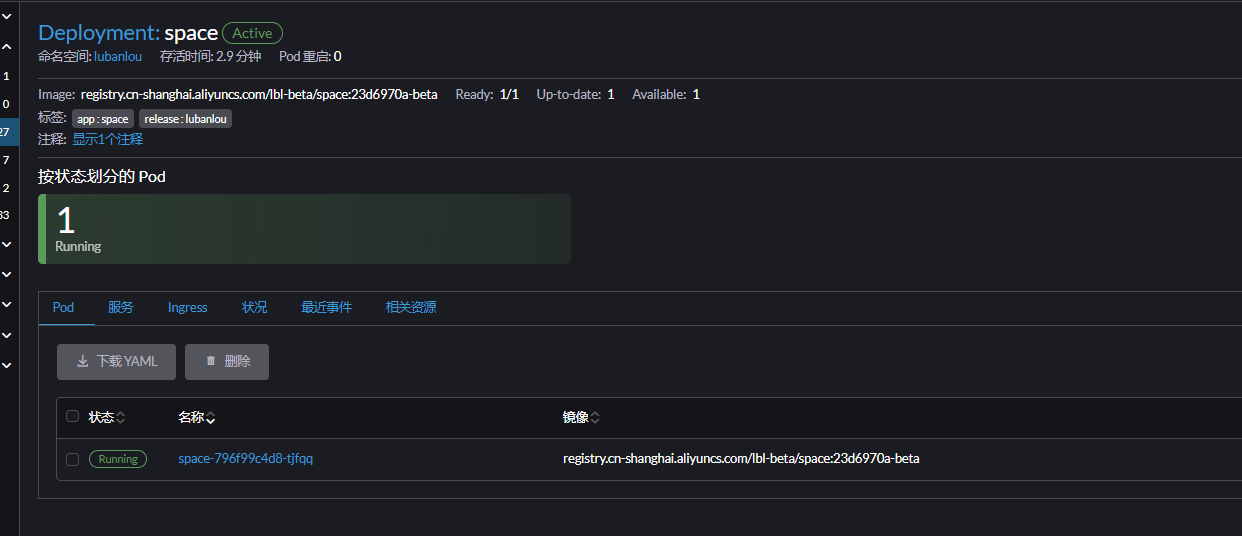 Deployment: space Active
命名空间: lubanlou 存活时间: 2.9 分钟 Pod 重启: 0
Image: registry.cn-shanghai.aliyuncs.com/lbl-beta/space:23d6970a-beta Ready: 1/1 Up-to-date: 1 Available: 1
标签: app : space release : lubanlou
注释: 显示1个注释
按状态划分的 Pod
1
Running
Pod 服务 Ingress 状况 最近事件 相关资源
下载 YAML 删除
状态 名称 镜像
Running space-796f99c4d8-tjfqq registry.cn-shanghai.aliyuncs.com/lbl-beta/space:23d6970a-beta
1
0
27
7
2